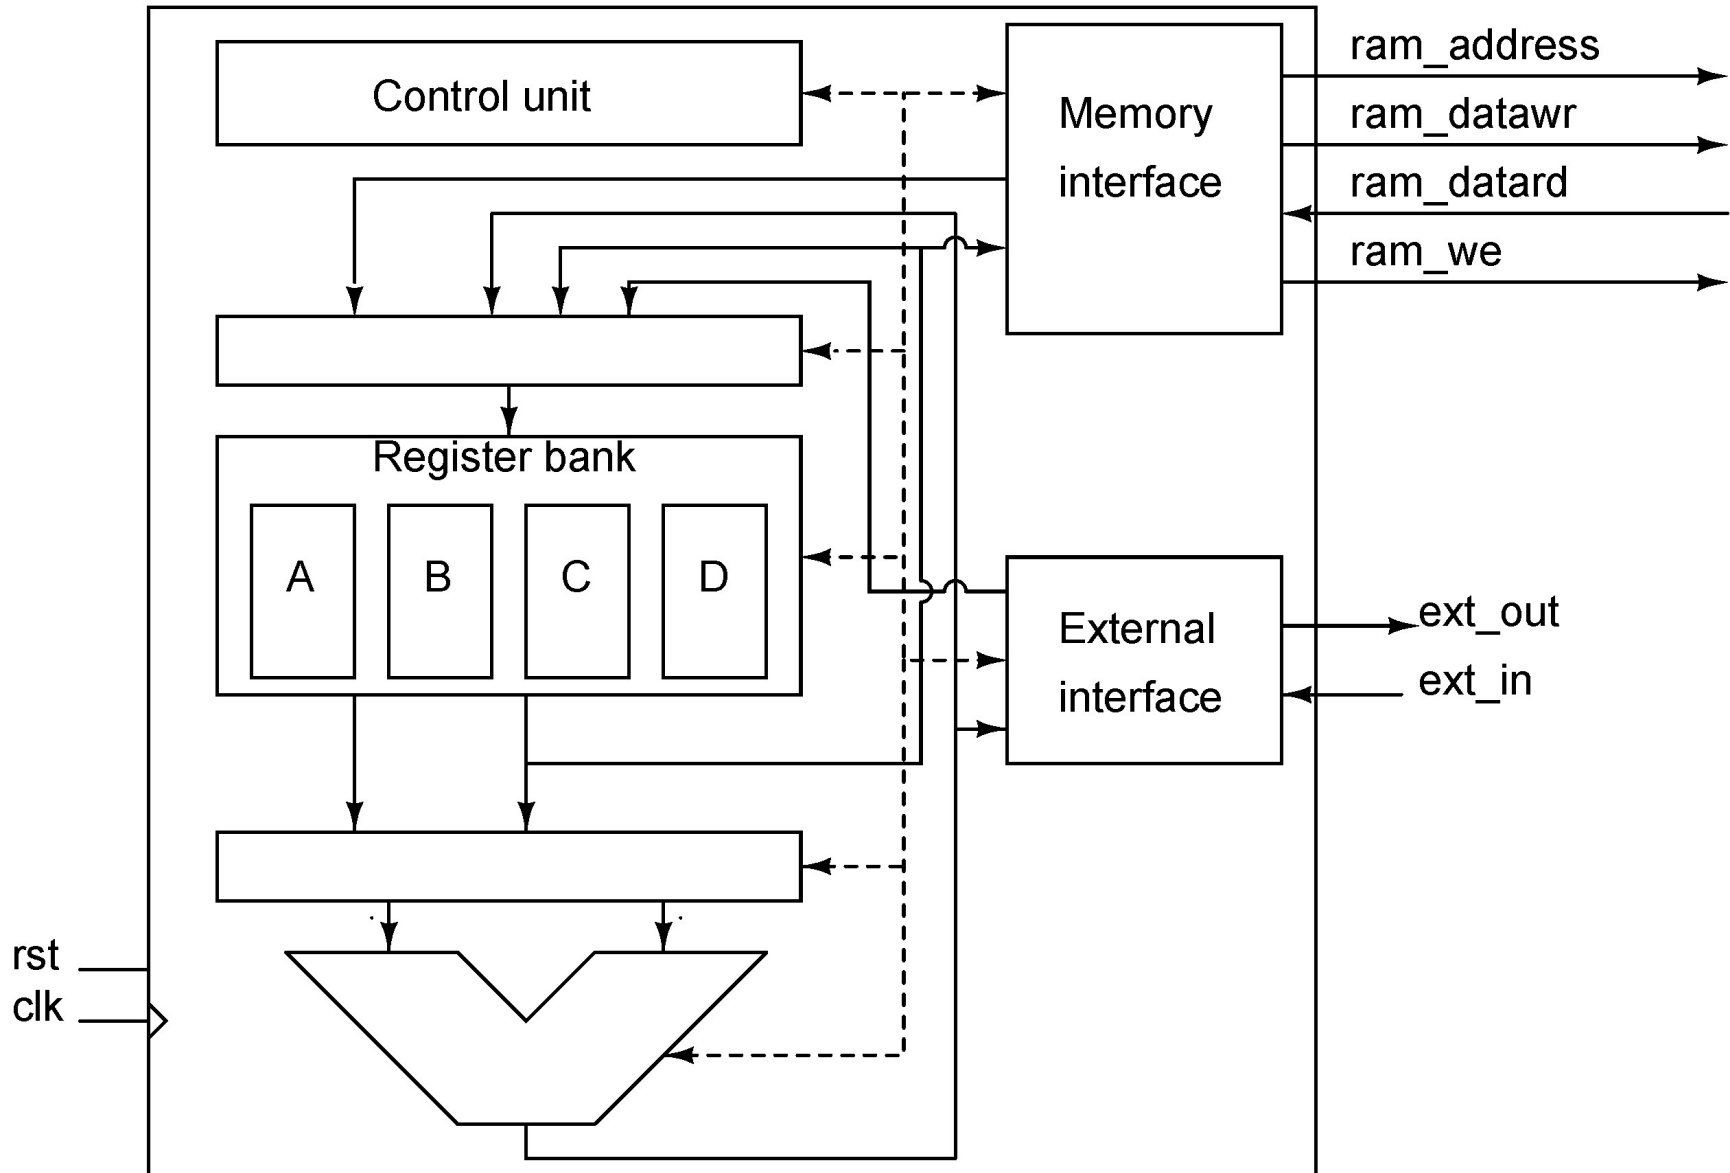 ram_address
Control unit
Memory
interface
ram_datawr
ram_datard
ram_we
Register bank
A
B
C
D
External
interface
ext_out
ext_in
rst
clk